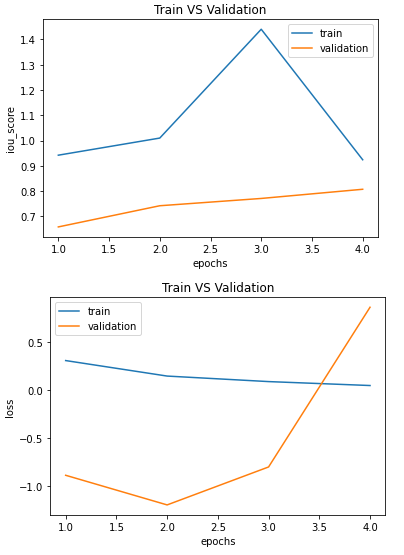 Train VS Validation
train
validation
1.4
1.3
1.2
1.1
1.0
0.9
0.8
0.7
iou_score
1.0 1.5 2.0 2.5 3.0 3.5 4.0
epochs
Train VS Validation
train
validation
0.5
0.0
−0.5
−1.0
loss
1.0 1.5 2.0 2.5 3.0 3.5 4.0
epochs